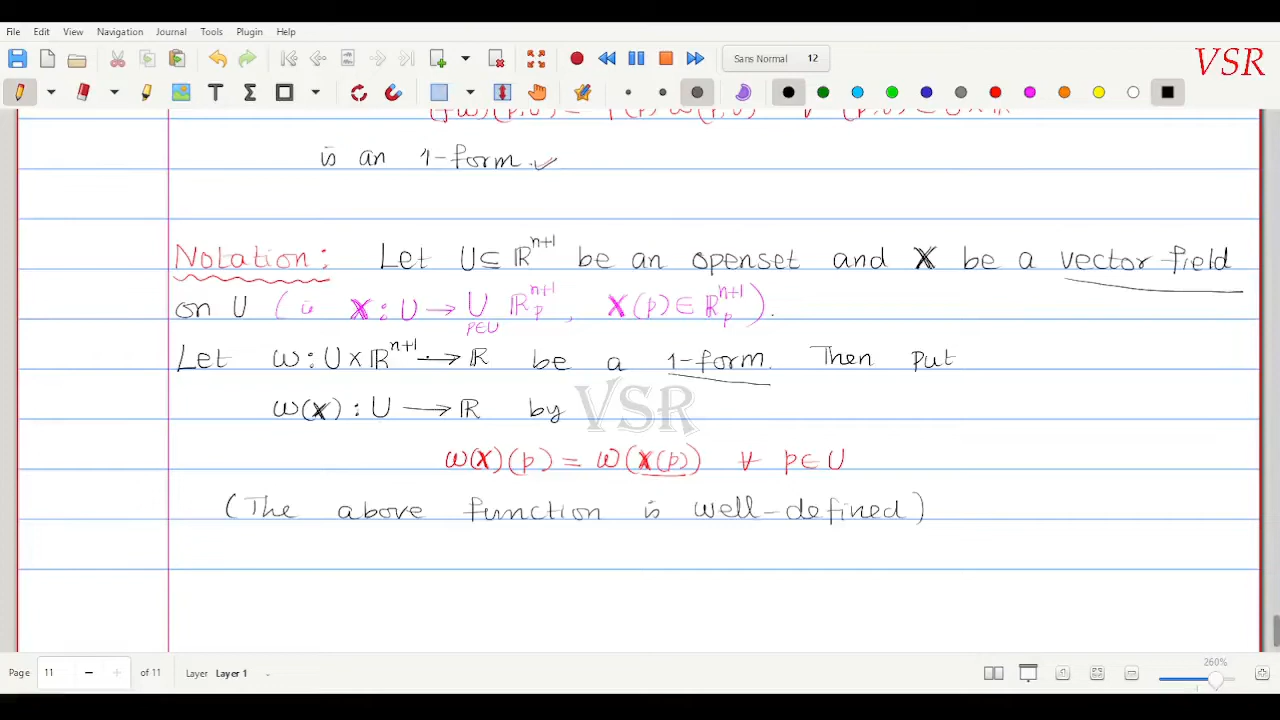 File Edit View Navigation Journal Tools Plugin Help
Sans Normal 12
VSR
is an 1-form.
Notation: Let U⊆ℝⁿ⁺¹ be an openset and X be a vector field
on U (is X : U → ∪_{p∈U} ℝₚⁿ⁺¹, X(p) ∈ ℝₚⁿ⁺¹).
Let ω : U×ℝⁿ⁺¹ → ℝ be a 1-form. Then put
ω(X) : U → ℝ by
VSR
ω(X)(p) = ω(X(p)) ∀ p∈U
(The above function is well-defined)
Page 11 of 11 Layer Layer 1 260%